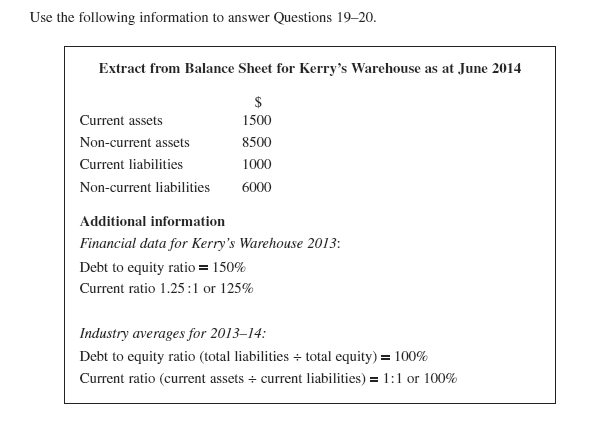 Use the following information to answer Questions 19–20.
Extract from Balance Sheet for Kerry’s Warehouse as at June 2014
$
Current assets 1500
Non-current assets 8500
Current liabilities 1000
Non-current liabilities 6000
Additional information
Financial data for Kerry’s Warehouse 2013:
Debt to equity ratio = 150%
Current ratio 1.25 :1 or 125%
Industry averages for 2013–14:
Debt to equity ratio (total liabilities ÷ total equity) = 100%
Current ratio (current assets ÷ current liabilities) = 1:1 or 100%